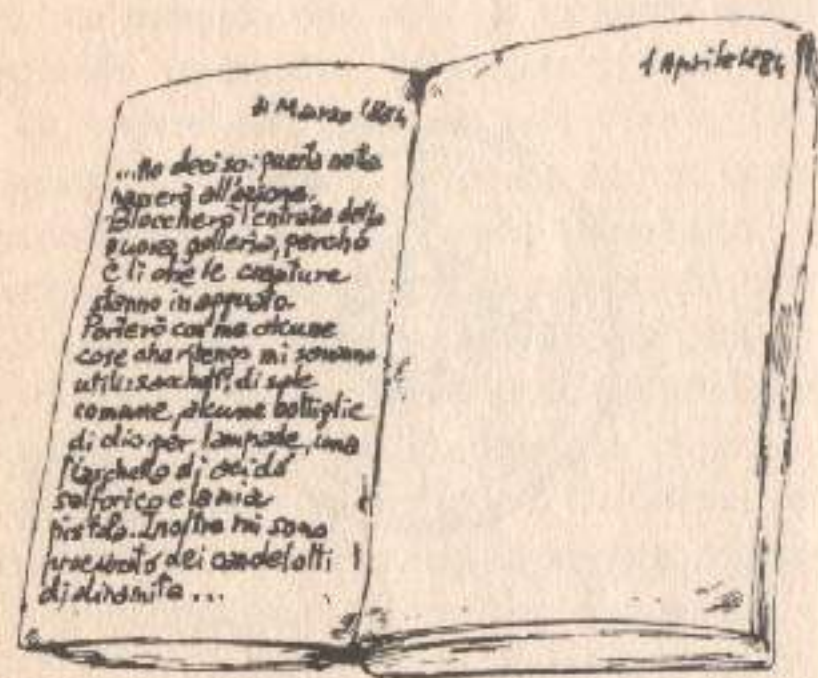 31 Marzo 1884
...Ho deciso: questa notte
passerò all'azione.
Bloccherò l'entrata della
nuova galleria, perché
è lì che le creature
stanno in agguato.
Porterò con me alcune
cose che ritengo mi saranno
utili: sacchetti di sale
comune, alcune bottiglie
di olio per lampade, una
fiaschetta di acido
solforico e la mia
pistola. Inoltre mi sono
procurato dei candelotti
di dinamite...
1 Aprile 1884